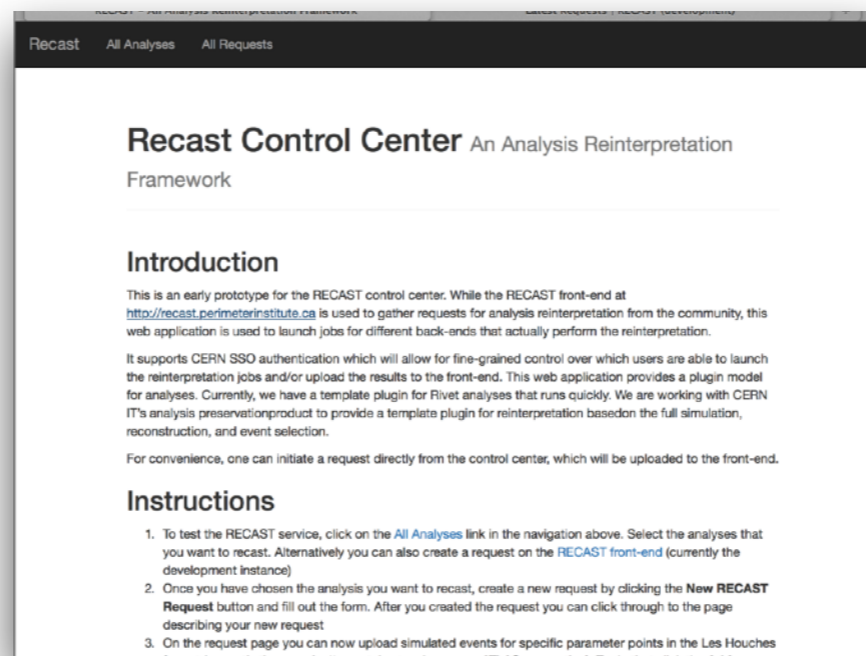 RECAST – An Analysis Reinterpretation Framework
Latest Requests | RECAST (development)
Recast All Analyses All Requests
Recast Control Center An Analysis Reinterpretation
Framework
Introduction
This is an early prototype for the RECAST control center. While the RECAST front-end at
http://recast.perimeterinstitute.ca is used to gather requests for analysis reinterpretation from the community, this
web application is used to launch jobs for different back-ends that actually perform the reinterpretation.
It supports CERN SSO authentication which will allow for fine-grained control over which users are able to launch
the reinterpretation jobs and/or upload the results to the front-end. This web application provides a plugin model
for analyses. Currently, we have a template plugin for Rivet analyses that runs quickly. We are working with CERN
IT's analysis preservationproduct to provide a template plugin for reinterpretation basedon the full simulation,
reconstruction, and event selection.
For convenience, one can initiate a request directly from the control center, which will be uploaded to the front-end.
Instructions
1. To test the RECAST service, click on the All Analyses link in the navigation above. Select the analyses that
you want to recast. Alternatively you can also create a request on the RECAST front-end (currently the
development instance)
2. Once you have chosen the analysis you want to recast, create a new request by clicking the New RECAST
Request button and fill out the form. After you created the request you can click through to the page
describing your new request
3. On the request page you can now upload simulated events for specific parameter points in the Les Houches